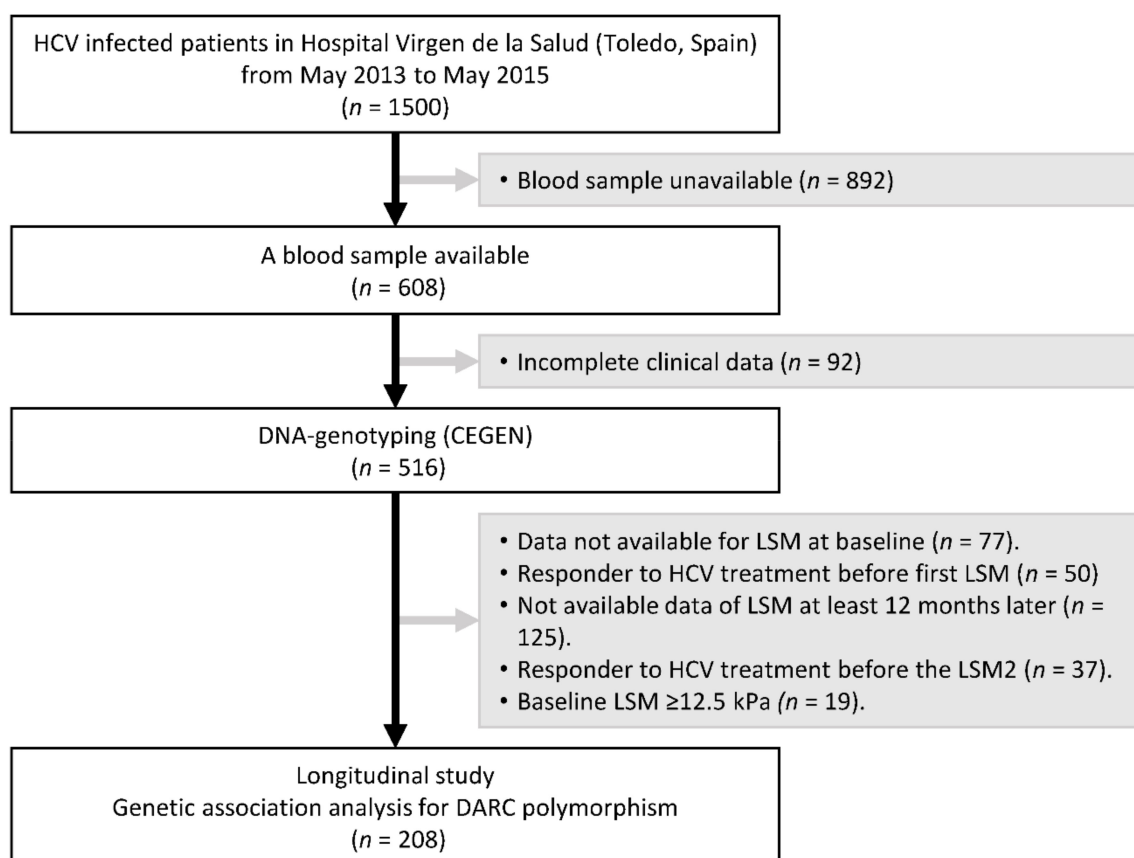 HCV infected patients in Hospital Virgen de la Salud (Toledo, Spain)
from May 2013 to May 2015
(n = 1500)
• Blood sample unavailable (n = 892)
A blood sample available
(n = 608)
• Incomplete clinical data (n = 92)
DNA-genotyping (CEGEN)
(n = 516)
• Data not available for LSM at baseline (n = 77).
• Responder to HCV treatment before first LSM (n = 50)
• Not available data of LSM at least 12 months later (n =
125).
• Responder to HCV treatment before the LSM2 (n = 37).
• Baseline LSM ≥12.5 kPa (n = 19).
Longitudinal study
Genetic association analysis for DARC polymorphism
(n = 208)